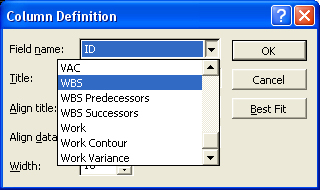 Column Definition
Field name: ID
OK
VAC
Title:
WBS
Cancel
WBS Predecessors
Align title:
WBS Successors
Best Fit
Work
Align data
Work Contour
Work Variance
Width: